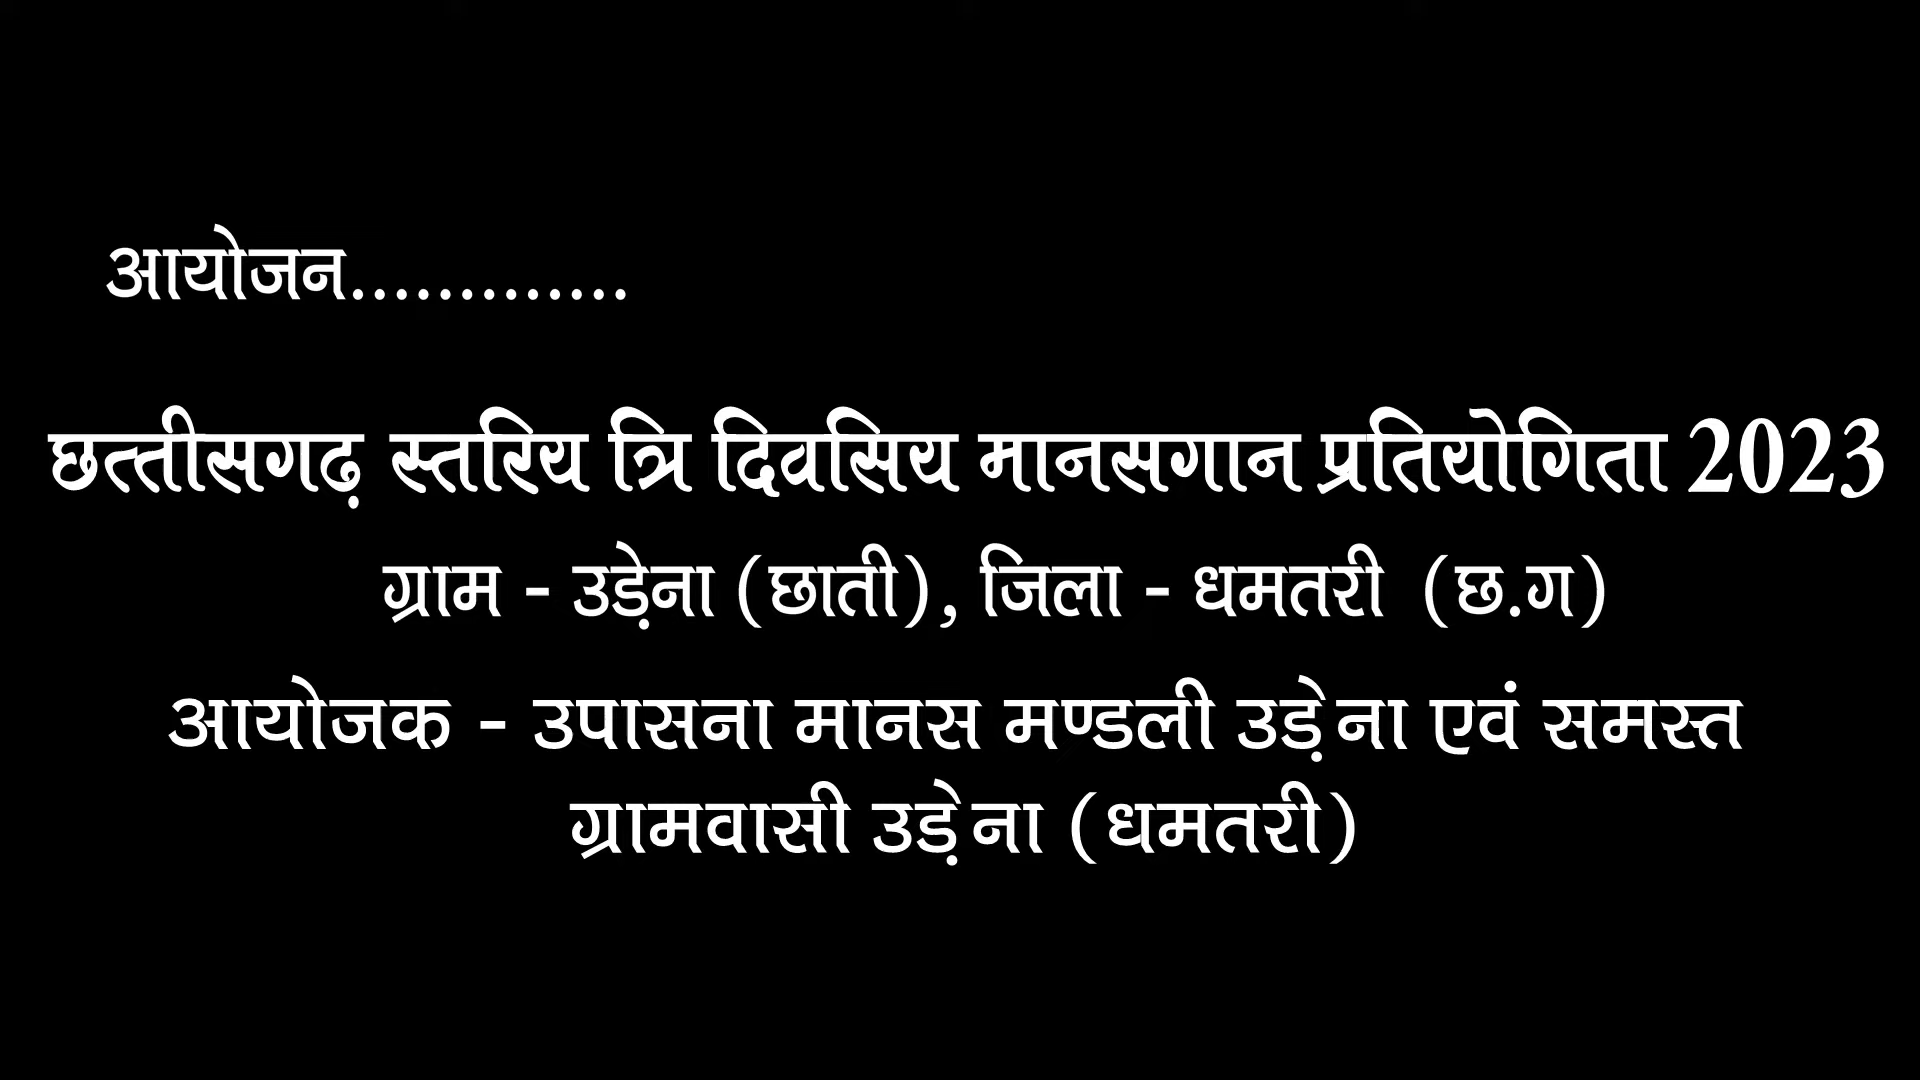 आयोजन.............
छत्तीसगढ़ स्तरिय त्रि दिवसिय मानसगान प्रतियोगिता 2023
ग्राम - उड़ेना (छाती), जिला - धमतरी (छ.ग)
आयोजक - उपासना मानस मण्डली उड़ेना एवं समस्त
ग्रामवासी उड़ेना (धमतरी)